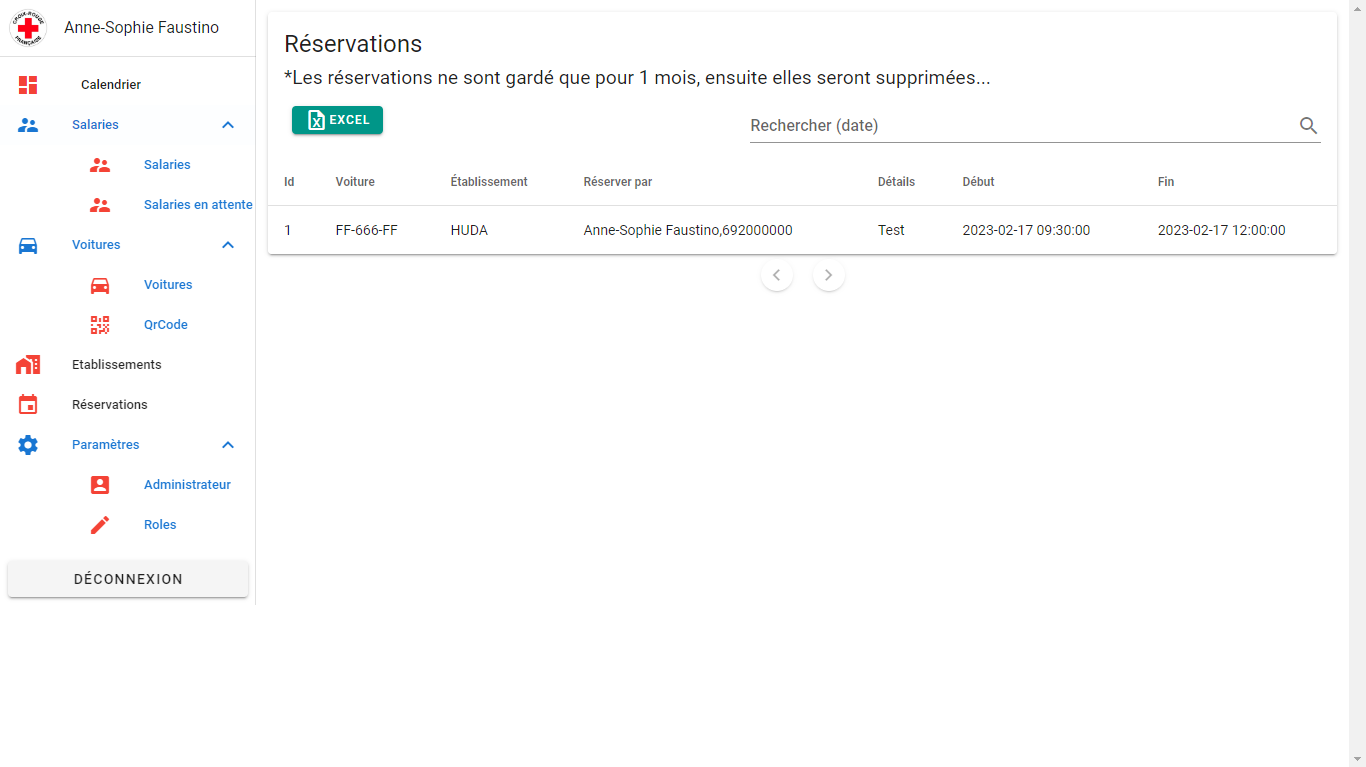 CROIX-ROUGE
FRANÇAISE
Anne-Sophie Faustino
Calendrier
Salaries
Salaries
Salaries en attente
Voitures
Voitures
QrCode
Etablissements
Réservations
Paramètres
Administrateur
Roles
DÉCONNEXION
Réservations
*Les réservations ne sont gardé que pour 1 mois, ensuite elles seront supprimées...
EXCEL
Rechercher (date)
Id Voiture Établissement Réserver par Détails Début Fin
1 FF-666-FF HUDA Anne-Sophie Faustino,692000000 Test 2023-02-17 09:30:00 2023-02-17 12:00:00